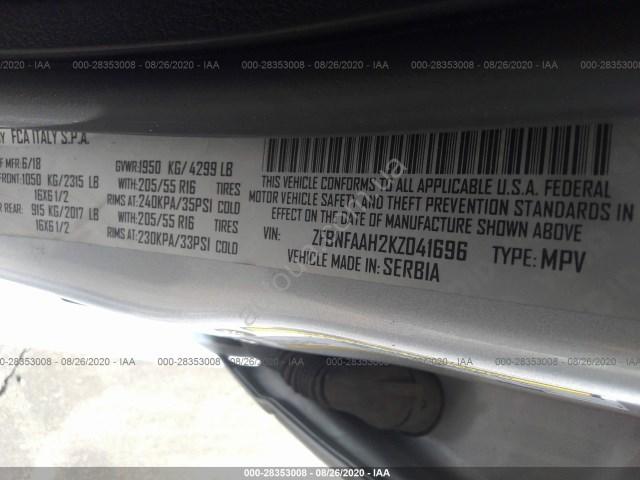 000-28353008 - 08/26/2020 - IAA
FCA ITALY S.P.A.
MFR: 6/18
GVWR: 1950 KG / 4299 LB
FRONT: 1050 KG/2315 LB WITH: 205/55 R16 TIRES
16X6 1/2 RIMS AT: 240KPA/35PSI COLD
REAR: 915 KG/2017 LB WITH: 205/55 R16 TIRES
16X6 1/2 RIMS AT: 230KPA/33PSI COLD
THIS VEHICLE CONFORMS TO ALL APPLICABLE U.S.A. FEDERAL
MOTOR VEHICLE SAFETY AND THEFT PREVENTION STANDARDS IN
EFFECT ON THE DATE OF MANUFACTURE SHOWN ABOVE
VIN: ZFBNFAAH2KZ041696 TYPE: MPV
VEHICLE MADE IN: SERBIA
000-28353008 - 08/26/2020 - IAA
000-28353008 - 08/26/2020 - IAA